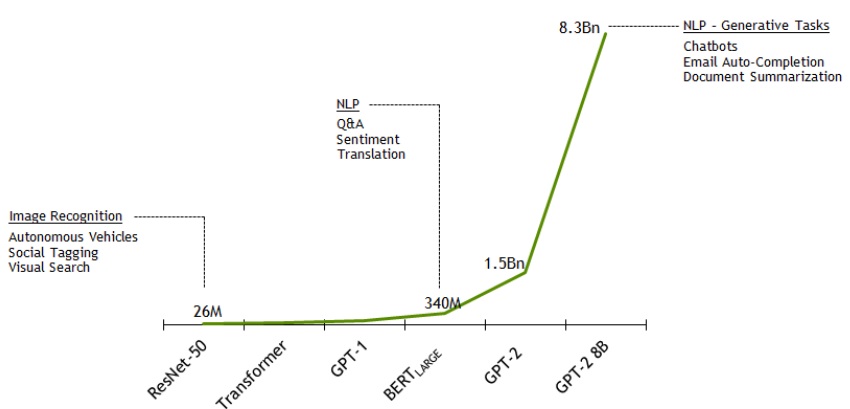 8.3Bn
NLP - Generative Tasks
Chatbots
Email Auto-Completion
Document Summarization
NLP
Q&A
Sentiment
Translation
Image Recognition
Autonomous Vehicles
Social Tagging
Visual Search
1.5Bn
340M
26M
ResNet-50
Transformer
GPT-1
BERTLARGE
GPT-2
GPT-2 8B